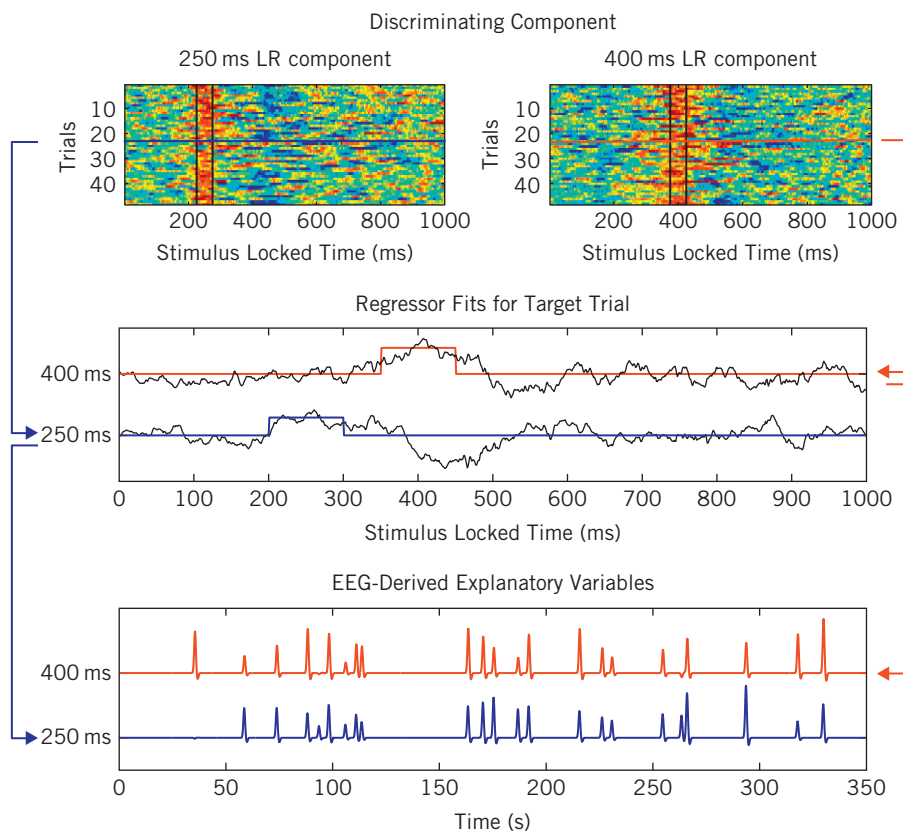 Discriminating Component
250 ms LR component
400 ms LR component
Trials
10
20
30
40
200 400 600 800 1000
Stimulus Locked Time (ms)
Trials
10
20
30
40
200 400 600 800 1000
Stimulus Locked Time (ms)
Regressor Fits for Target Trial
400 ms
250 ms
0 100 200 300 400 500 600 700 800 900 1000
Stimulus Locked Time (ms)
EEG-Derived Explanatory Variables
400 ms
250 ms
0 50 100 150 200 250 300 350
Time (s)